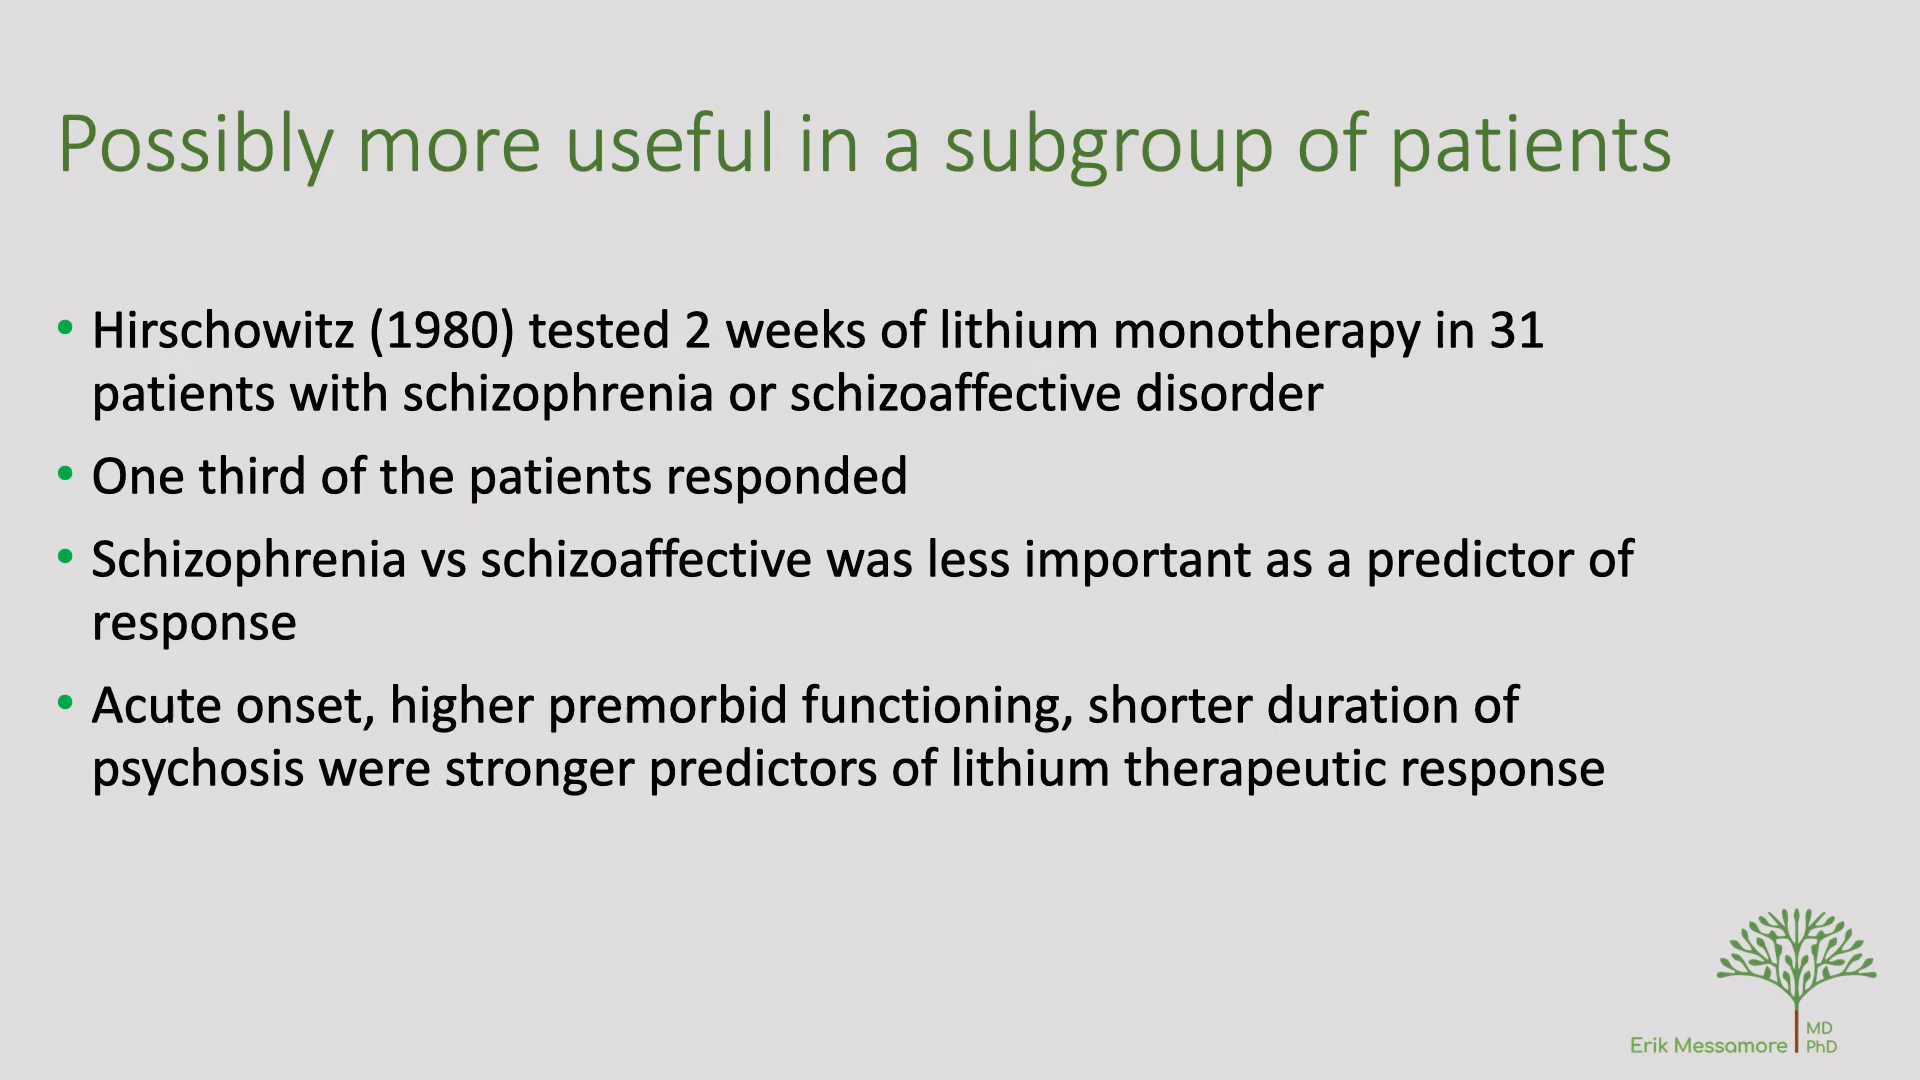 Possibly more useful in a subgroup of patients
• Hirschowitz (1980) tested 2 weeks of lithium monotherapy in 31
patients with schizophrenia or schizoaffective disorder
• One third of the patients responded
• Schizophrenia vs schizoaffective was less important as a predictor of
response
• Acute onset, higher premorbid functioning, shorter duration of
psychosis were stronger predictors of lithium therapeutic response
Erik Messamore
MD
PhD